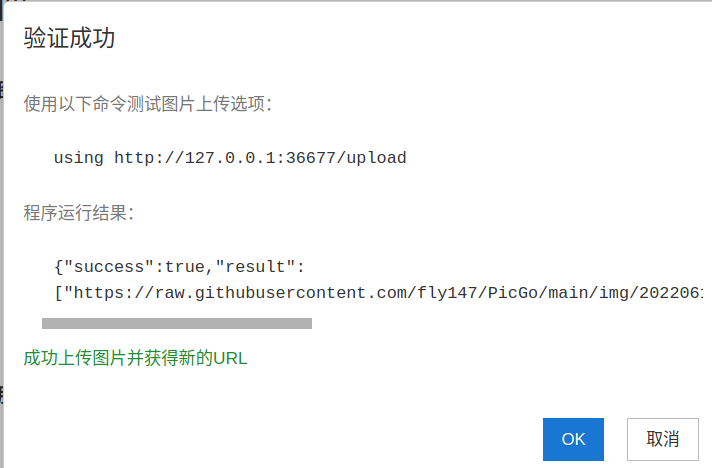 验证成功
使用以下命令测试图片上传选项：
using http://127.0.0.1:36677/upload
程序运行结果：
{"success":true,"result":
["https://raw.githubusercontent.com/fly147/PicGo/main/img/202206
成功上传图片并获得新的URL
OK 取消